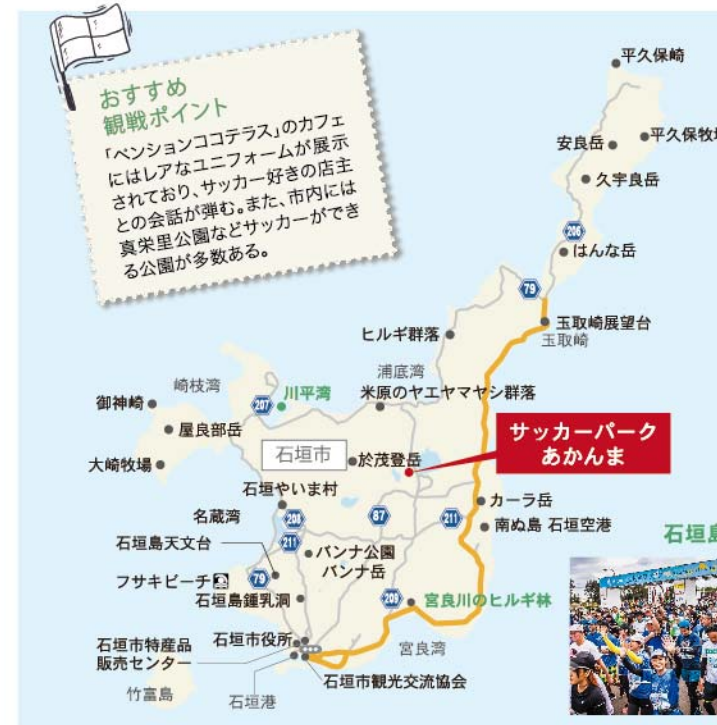 おすすめ
観戦ポイント
「ペンションココテラス」のカフェ
にはレアなユニフォームが展示
されており、サッカー好きの店主
との会話が弾む。また、市内には
真栄里公園などサッカーができ
る公園が多数ある。
平久保崎
平久保牧場
安良岳
久宇良岳
206
はんな岳
79
玉取崎展望台
玉取崎
ヒルギ群落
浦底湾
米原のヤエヤマヤシ群落
崎枝湾
川平湾
207
御神崎
屋良部岳
大崎牧場
石垣市
於茂登岳
サッカーパーク
あかんま
石垣やいま村
名蔵湾
208
87
211
カーラ岳
南ぬ島 石垣空港
211
石垣島天文台
バンナ公園
バンナ岳
フサキビーチ
79
石垣島鍾乳洞
209
宮良川のヒルギ林
石垣島
石垣市特産品
販売センター
石垣市役所
宮良湾
石垣市観光交流協会
竹富島
石垣港